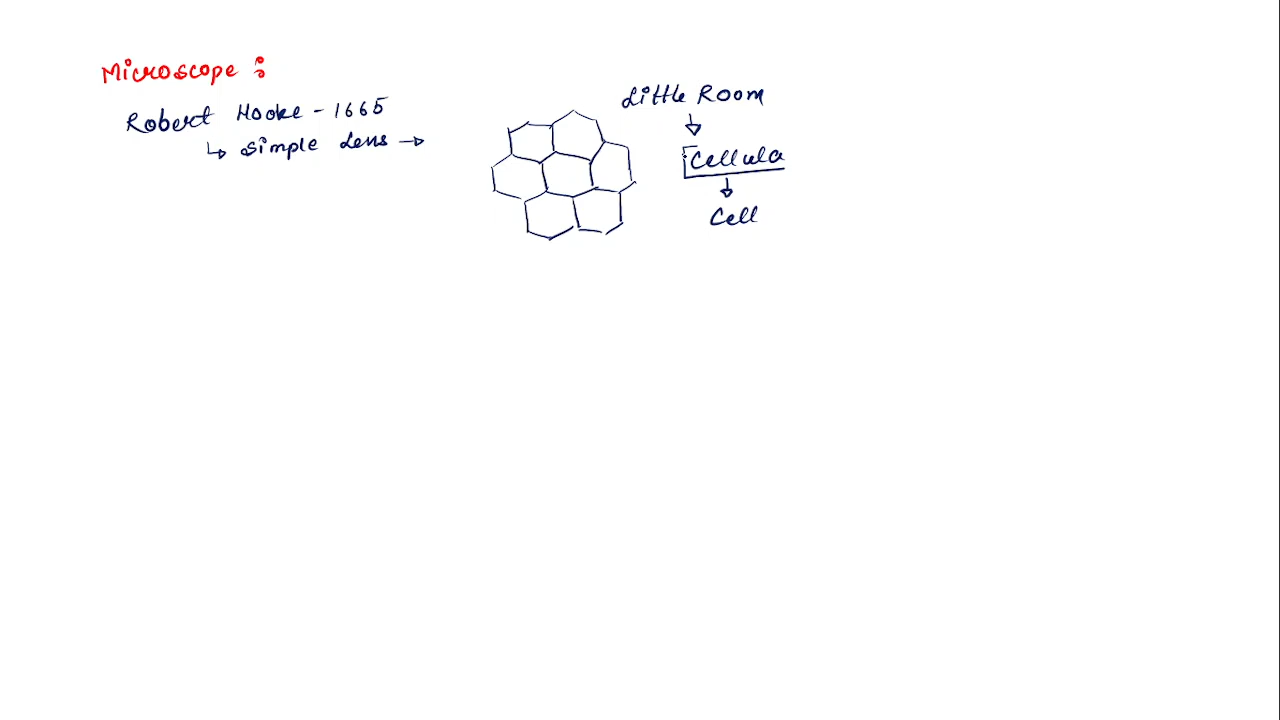 Microscope :
Robert Hooke - 1665
↳ Simple Lens →
Little Room
↓
Cellula
↓
Cell